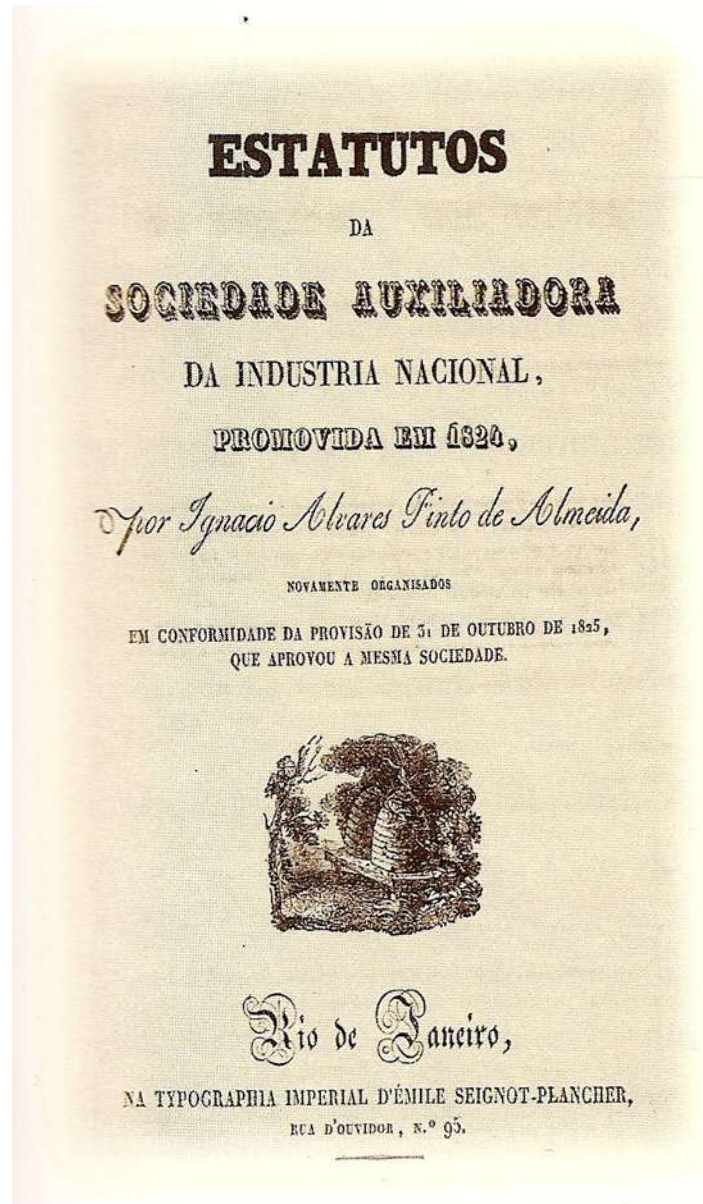 ESTATUTOS
DA
SOCIEDADE AUXILIADORA
DA INDUSTRIA NACIONAL,
PROMOVIDA EM 1824,
por Ignacio Alvares Pinto de Almeida,
NOVAMENTE ORGANISADOS
EM CONFORMIDADE DA PROVISÃO DE 31 DE OUTUBRO DE 1825,
QUE APROVOU A MESMA SOCIEDADE.
Rio de Janeiro,
NA TYPOGRAPHIA IMPERIAL D'ÉMILE SEIGNOT-PLANCHER,
RUA D'OUVIDOR, N.º 95.